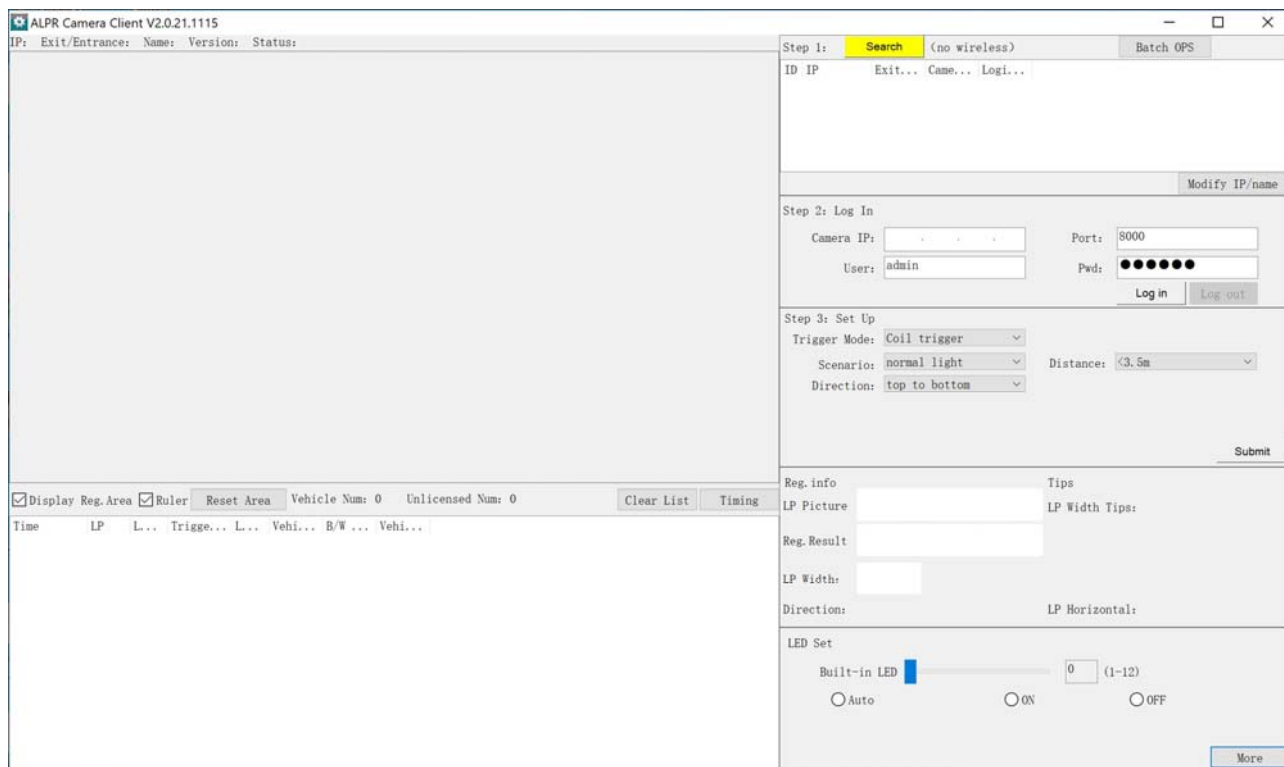 ALPR Camera Client V2.0.21.1115
IP: Exit/Entrance: Name: Version: Status:
Step 1: Search (no wireless) Batch OPS
ID IP Exit... Came... Logi...
Modify IP/name
Step 2: Log In
Camera IP: . . . Port: 8000
User: admin Pwd: ●●●●●●
Log in Log out
Step 3: Set Up
Trigger Mode: Coil trigger
Scenario: normal light Distance: <3.5m
Direction: top to bottom
Submit
Display Reg.Area Ruler Reset Area Vehicle Num: 0 Unlicensed Num: 0 Clear List Timing
Time LP L... Trigge... L... Vehi... B/W ... Vehi...
Reg.info Tips
LP Picture LP Width Tips:
Reg.Result
LP Width:
Direction: LP Horizontal:
LED Set
Built-in LED 0 (1-12)
Auto ON OFF
More